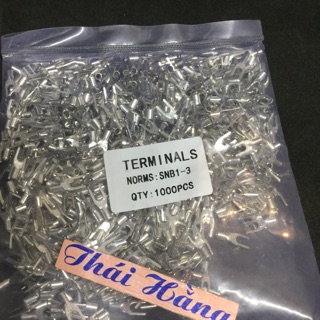 TERMINALS
NORMS:SNB1-3
QTY:1000PCS
Thái Hằng